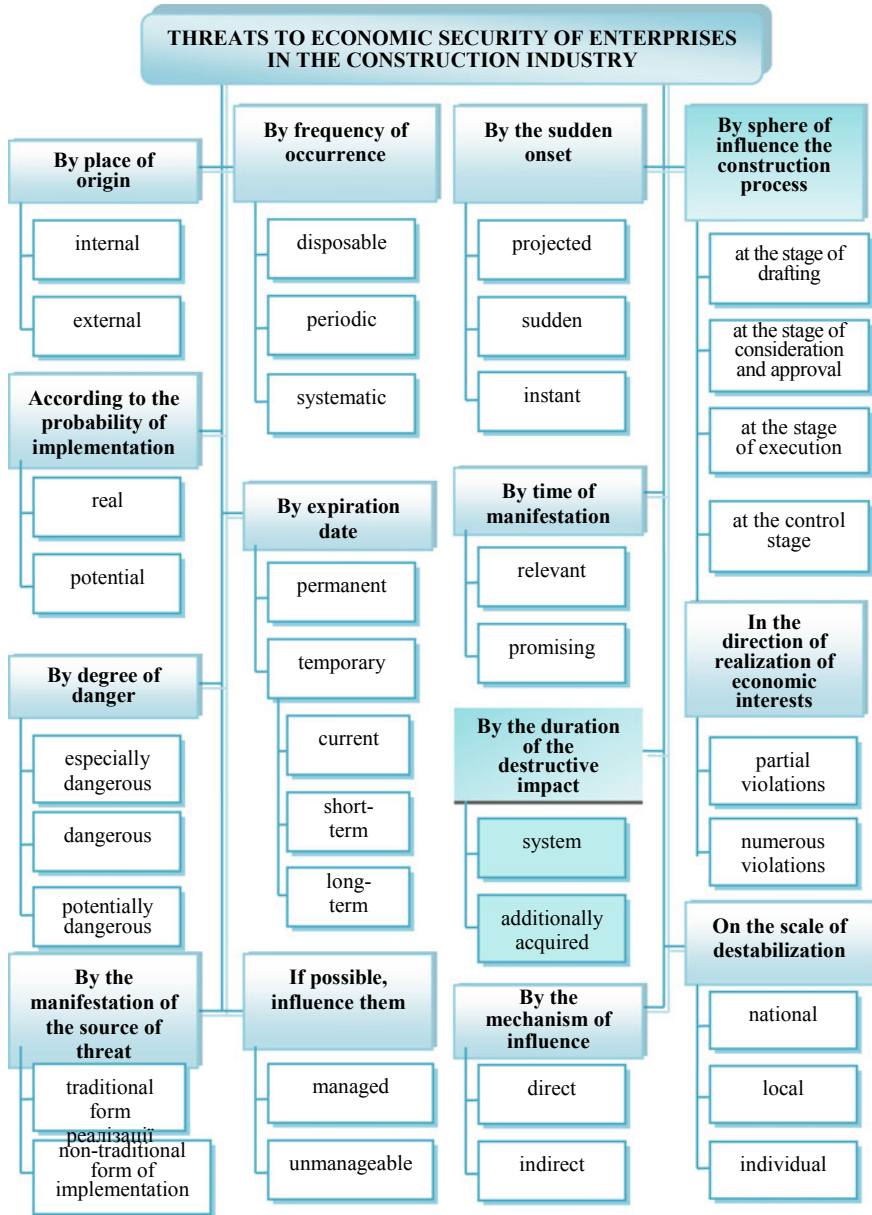 THREATS TO ECONOMIC SECURITY OF ENTERPRISES
IN THE CONSTRUCTION INDUSTRY
By place of
origin
internal
external
According to the
probability of
implementation
real
potential
By degree of
danger
especially
dangerous
dangerous
potentially
dangerous
By the
manifestation of
the source of
threat
traditional
form
реалізації
non-traditional
form of
implementation
By frequency of
occurrence
disposable
periodic
systematic
By expiration
date
permanent
temporary
current
short-
term
long-
term
If possible,
influence them
managed
unmanageable
By the sudden
onset
projected
sudden
instant
By time of
manifestation
relevant
promising
By the duration
of the
destructive
impact
system
additionally
acquired
By the
mechanism of
influence
direct
indirect
By sphere of
influence the
construction
process
at the stage of
drafting
at the stage of
consideration
and approval
at the stage
of execution
at the control
stage
In the
direction of
realization of
economic
interests
partial
violations
numerous
violations
On the scale of
destabilization
national
local
individual